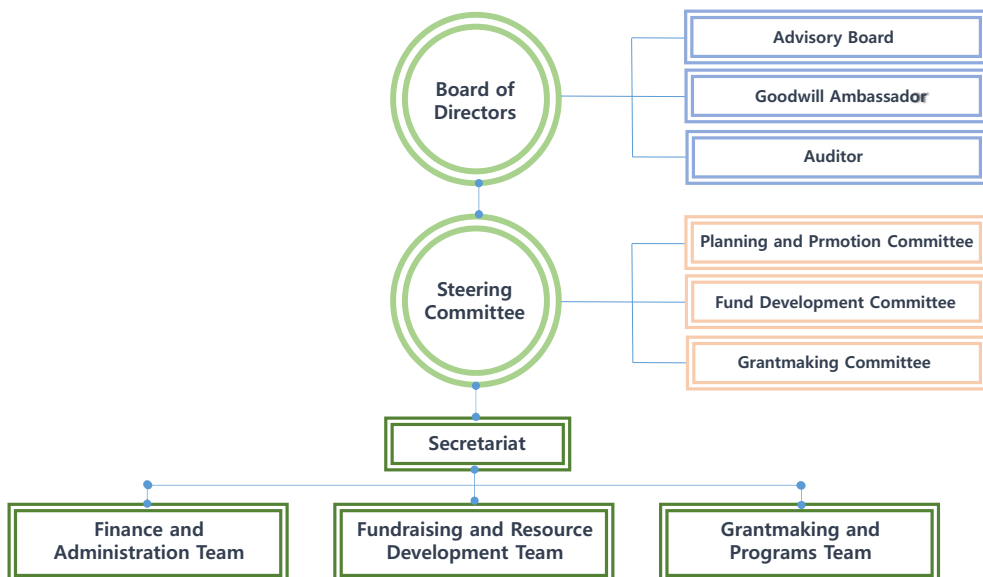 Board of
Directors
Advisory Board
Goodwill Ambassador
Auditor
Steering
Committee
Planning and Prmotion Committee
Fund Development Committee
Grantmaking Committee
Secretariat
Finance and
Administration Team
Fundraising and Resource
Development Team
Grantmaking and
Programs Team